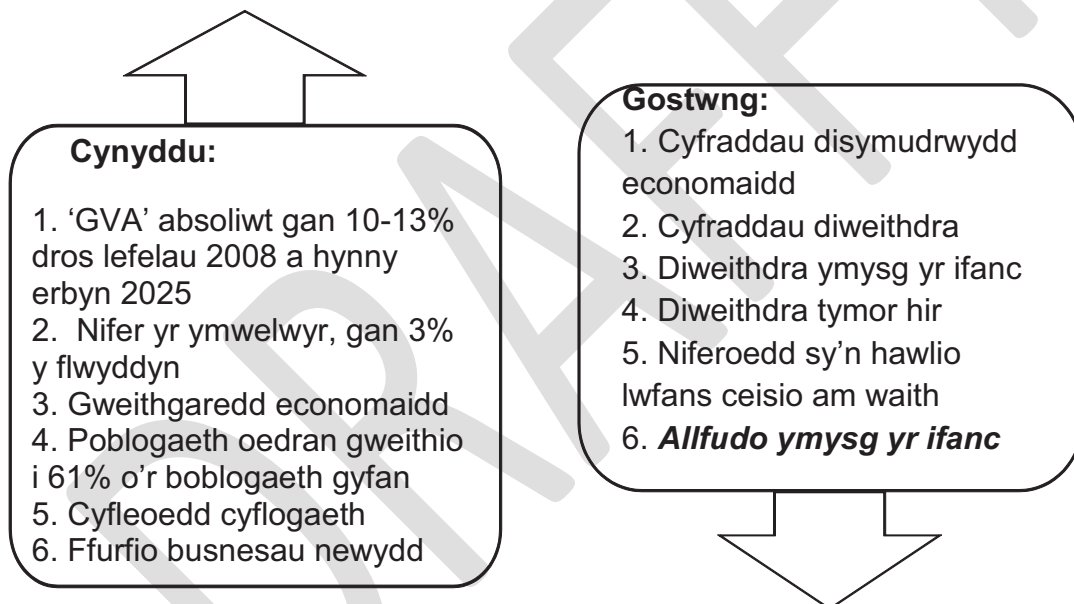 Cynyddu:
1. ‘GVA’ absoliwt gan 10-13%
dros lefelau 2008 a hynny
erbyn 2025
2. Nifer yr ymwelwyr, gan 3%
y flwyddyn
3. Gweithgaredd economaidd
4. Poblogaeth oedran gweithio
i 61% o’r boblogaeth gyfan
5. Cyfleoedd cyflogaeth
6. Ffurfio busnesau newydd
Gostwng:
1. Cyfraddau disymudrwydd
economaidd
2. Cyfraddau diweithdra
3. Diweithdra ymysg yr ifanc
4. Diweithdra tymor hir
5. Niferoedd sy’n hawlio
lwfans ceisio am waith
6. Allfudo ymysg yr ifanc
DRAFT